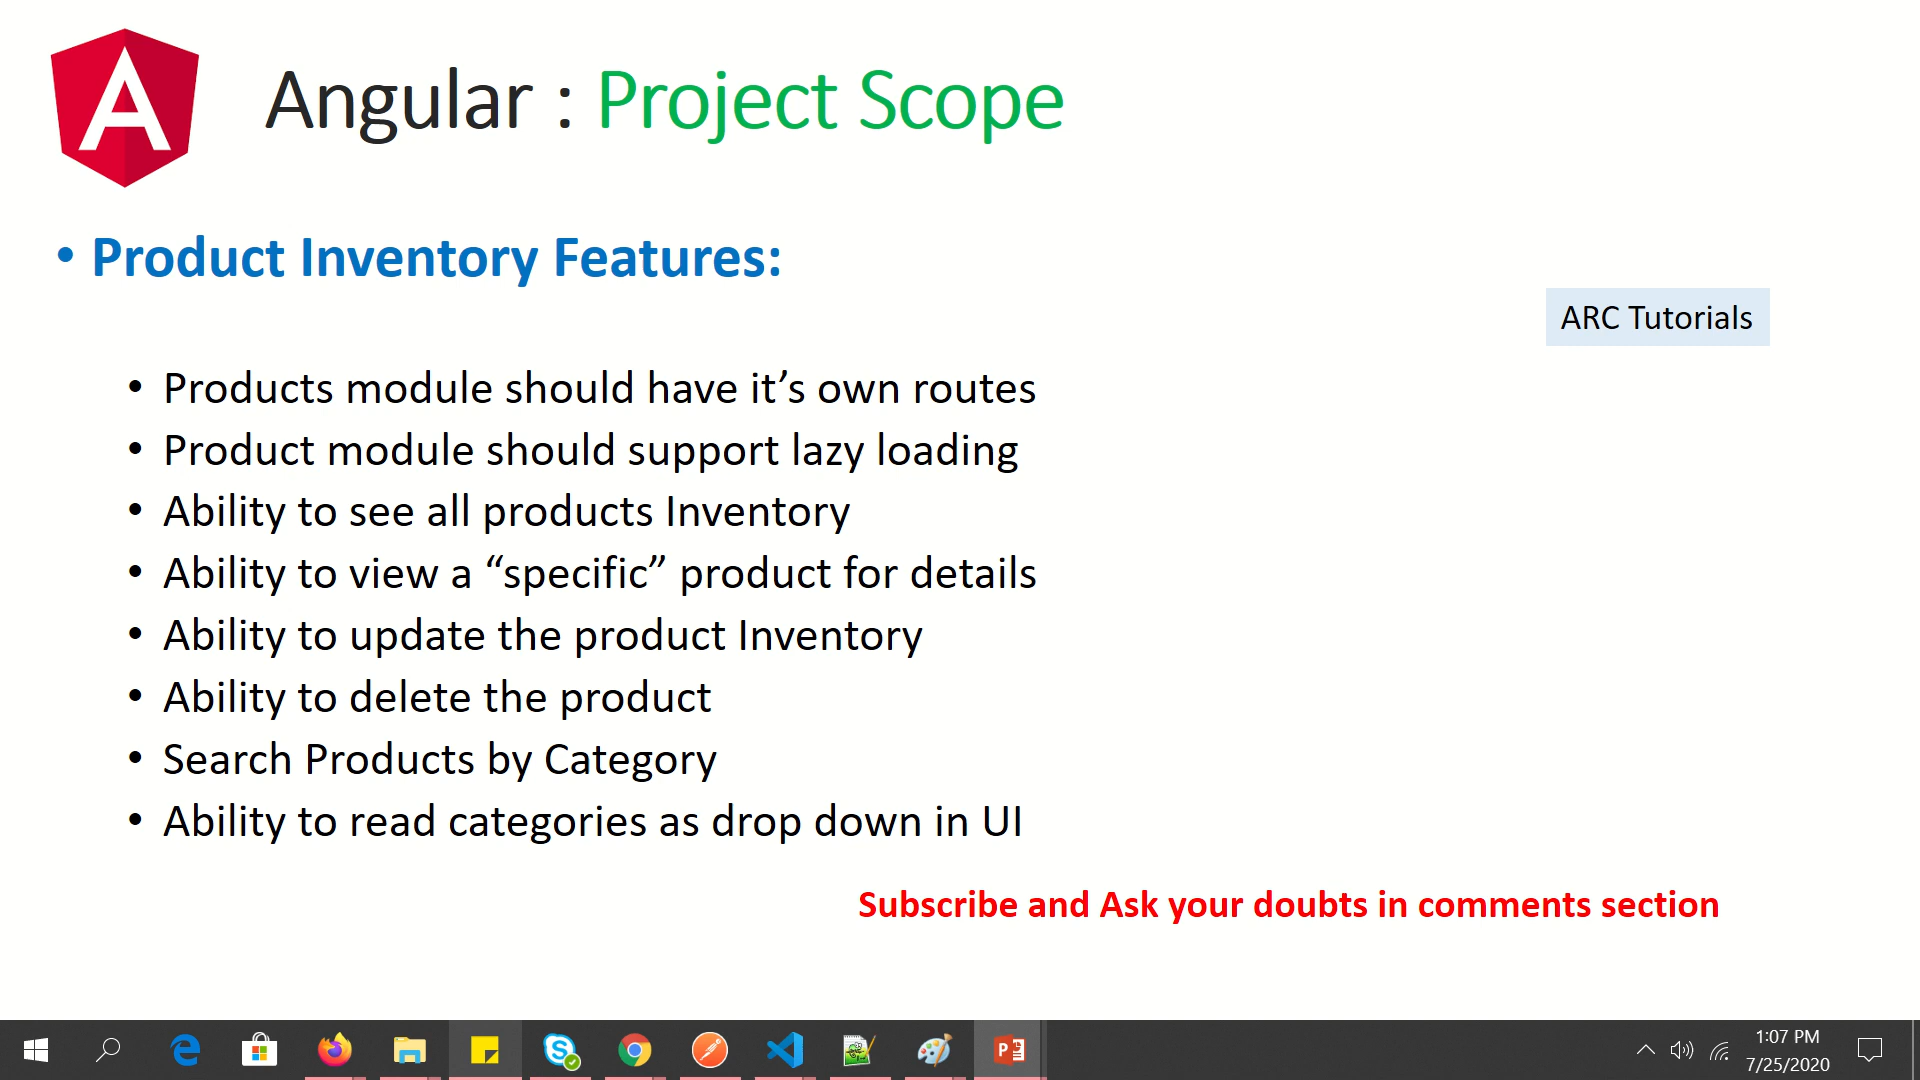 Angular : Project Scope
• Product Inventory Features:
ARC Tutorials
• Products module should have it’s own routes
• Product module should support lazy loading
• Ability to see all products Inventory
• Ability to view a “specific” product for details
• Ability to update the product Inventory
• Ability to delete the product
• Search Products by Category
• Ability to read categories as drop down in UI
Subscribe and Ask your doubts in comments section
1:07 PM
7/25/2020